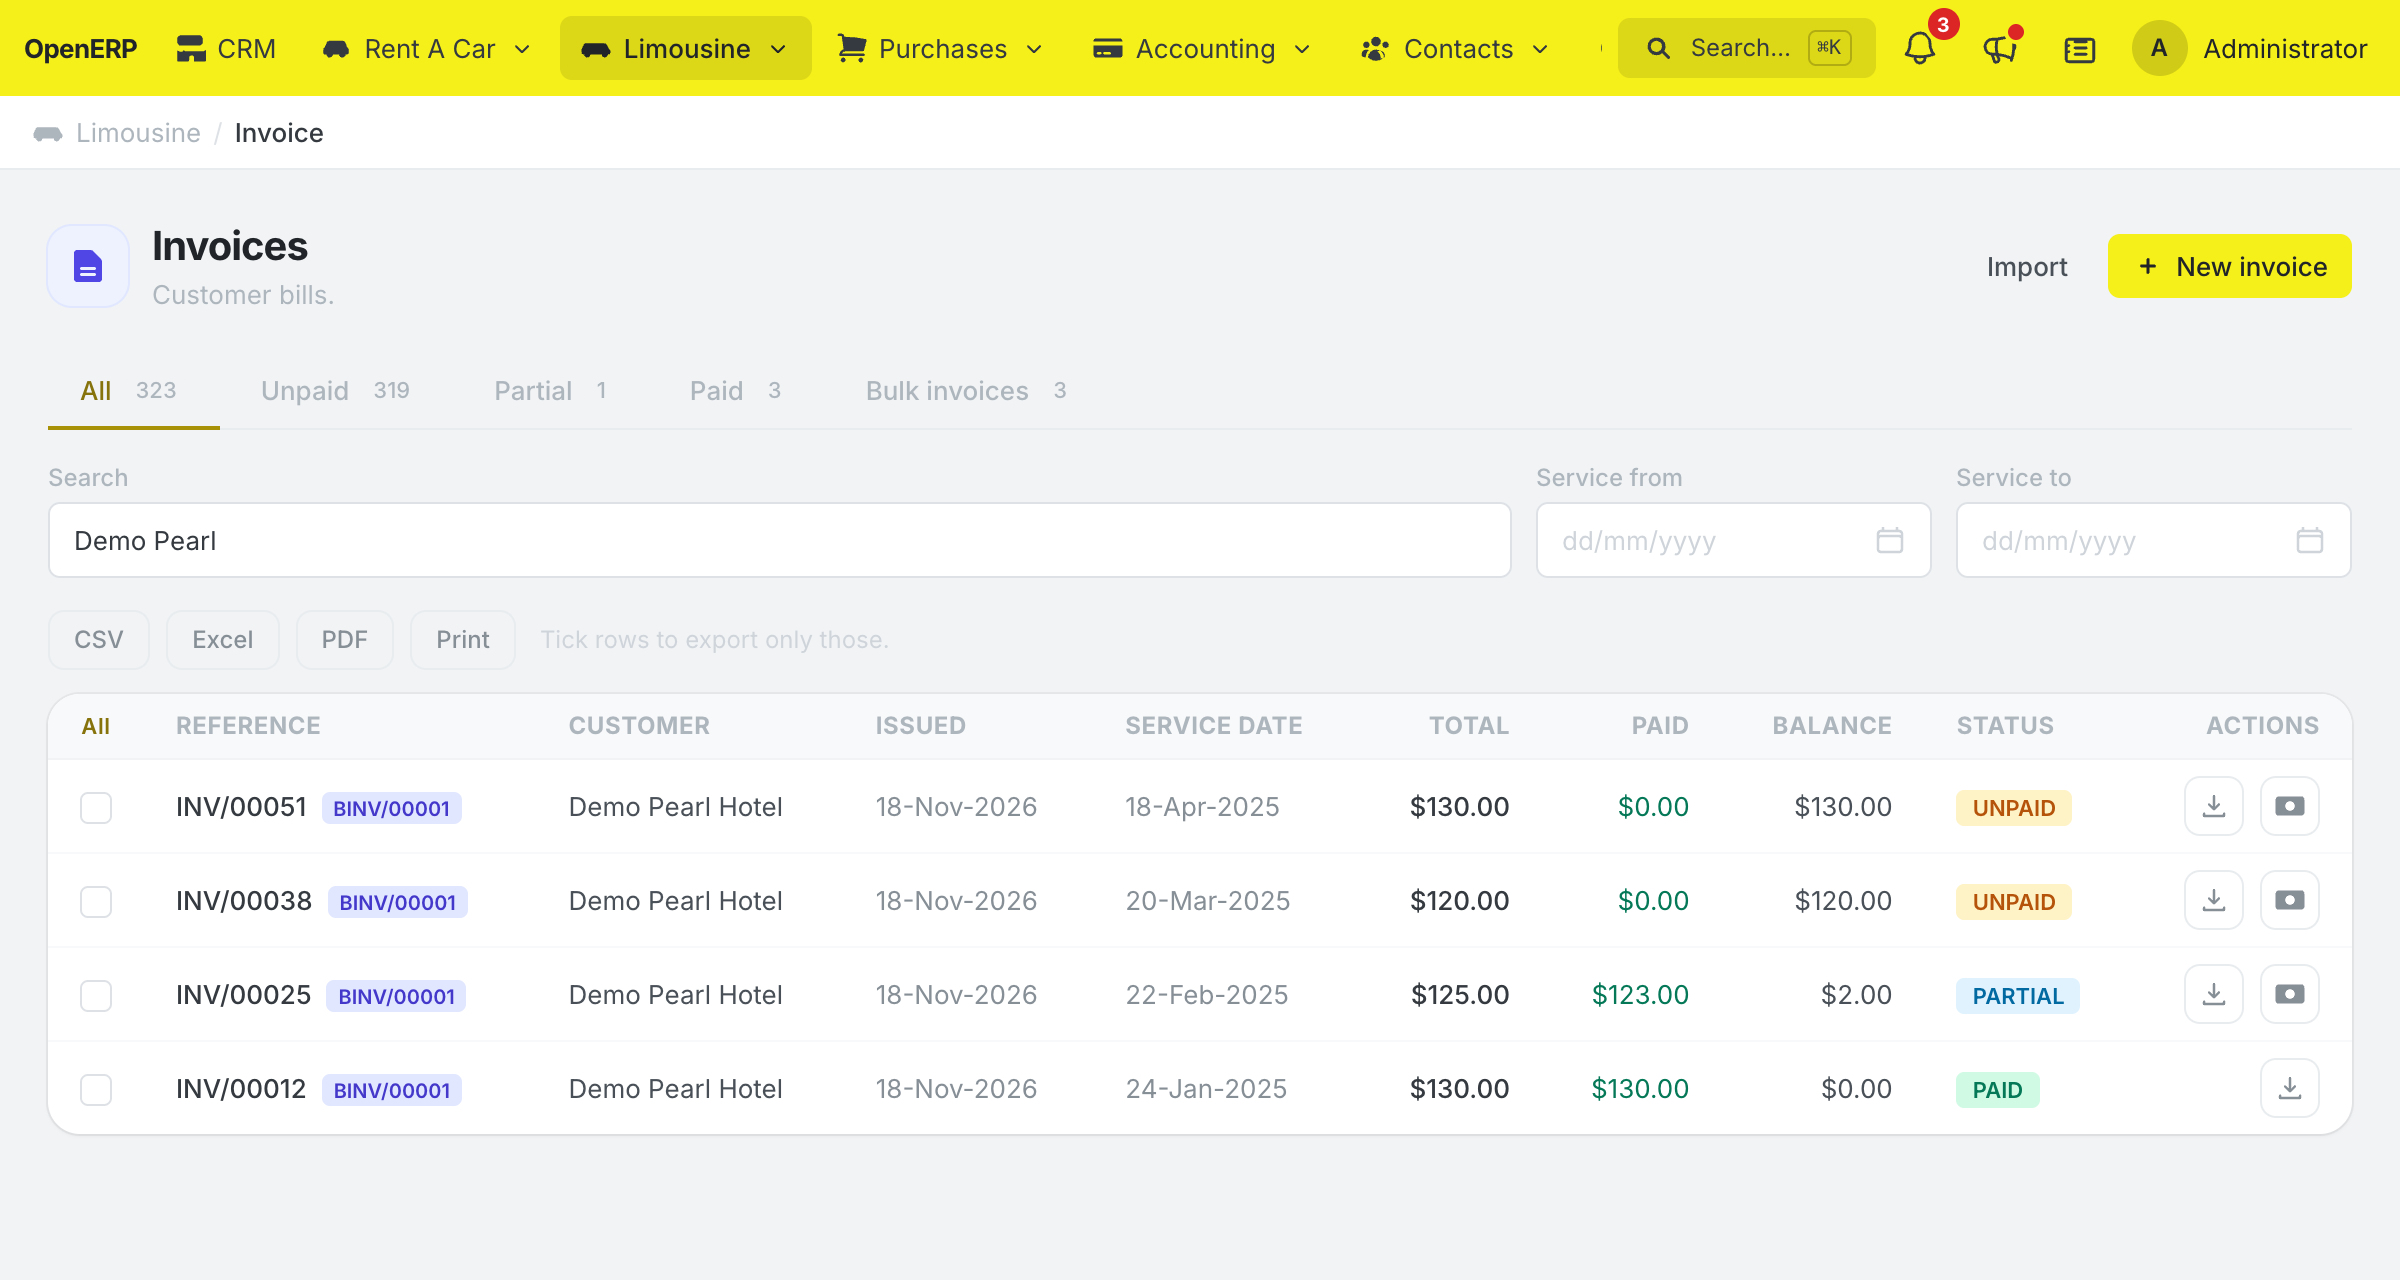 OpenERP CRM Rent A Car Limousine Purchases Accounting Contacts Search... ⌘K 3 A Administrator
Limousine / Invoice
Invoices
Customer bills.
Import + New invoice
All 323 Unpaid 319 Partial 1 Paid 3 Bulk invoices 3
Search Service from Service to
Demo Pearl dd/mm/yyyy dd/mm/yyyy
CSV Excel PDF Print Tick rows to export only those.
All REFERENCE CUSTOMER ISSUED SERVICE DATE TOTAL PAID BALANCE STATUS ACTIONS
INV/00051 BINV/00001 Demo Pearl Hotel 18-Nov-2026 18-Apr-2025 $130.00 $0.00 $130.00 UNPAID
INV/00038 BINV/00001 Demo Pearl Hotel 18-Nov-2026 20-Mar-2025 $120.00 $0.00 $120.00 UNPAID
INV/00025 BINV/00001 Demo Pearl Hotel 18-Nov-2026 22-Feb-2025 $125.00 $123.00 $2.00 PARTIAL
INV/00012 BINV/00001 Demo Pearl Hotel 18-Nov-2026 24-Jan-2025 $130.00 $130.00 $0.00 PAID